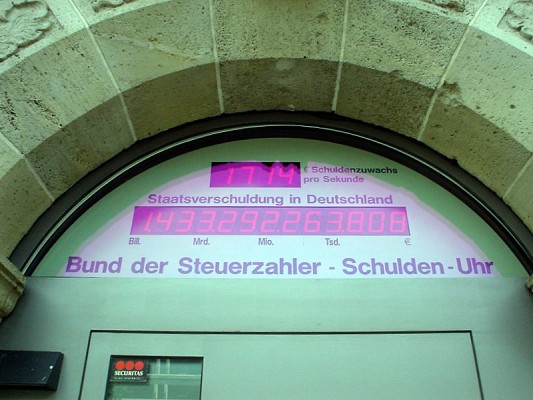 1714 € Schuldenzuwachs
pro Sekunde
Staatsverschuldung in Deutschland
1.433.292.263.808
Bill. Mrd. Mio. Tsd. €
Bund der Steuerzahler - Schulden-Uhr
SECURITAS